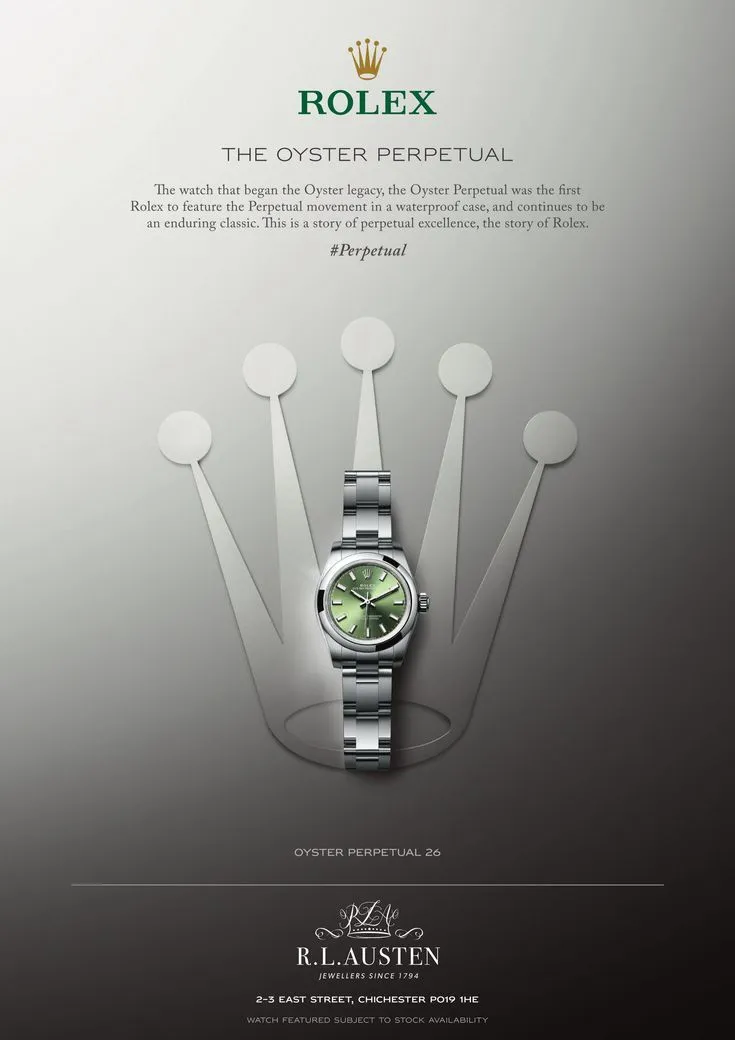 ROLEX
THE OYSTER PERPETUAL
The watch that began the Oyster legacy, the Oyster Perpetual was the first
Rolex to feature the Perpetual movement in a waterproof case, and continues to be
an enduring classic. This is a story of perpetual excellence, the story of Rolex.
#Perpetual
ROLEX
OYSTER PERPETUAL 26
RLA
R.L.AUSTEN
JEWELLERS SINCE 1794
2-3 EAST STREET, CHICHESTER PO19 1HE
WATCH FEATURED SUBJECT TO STOCK AVAILABILITY